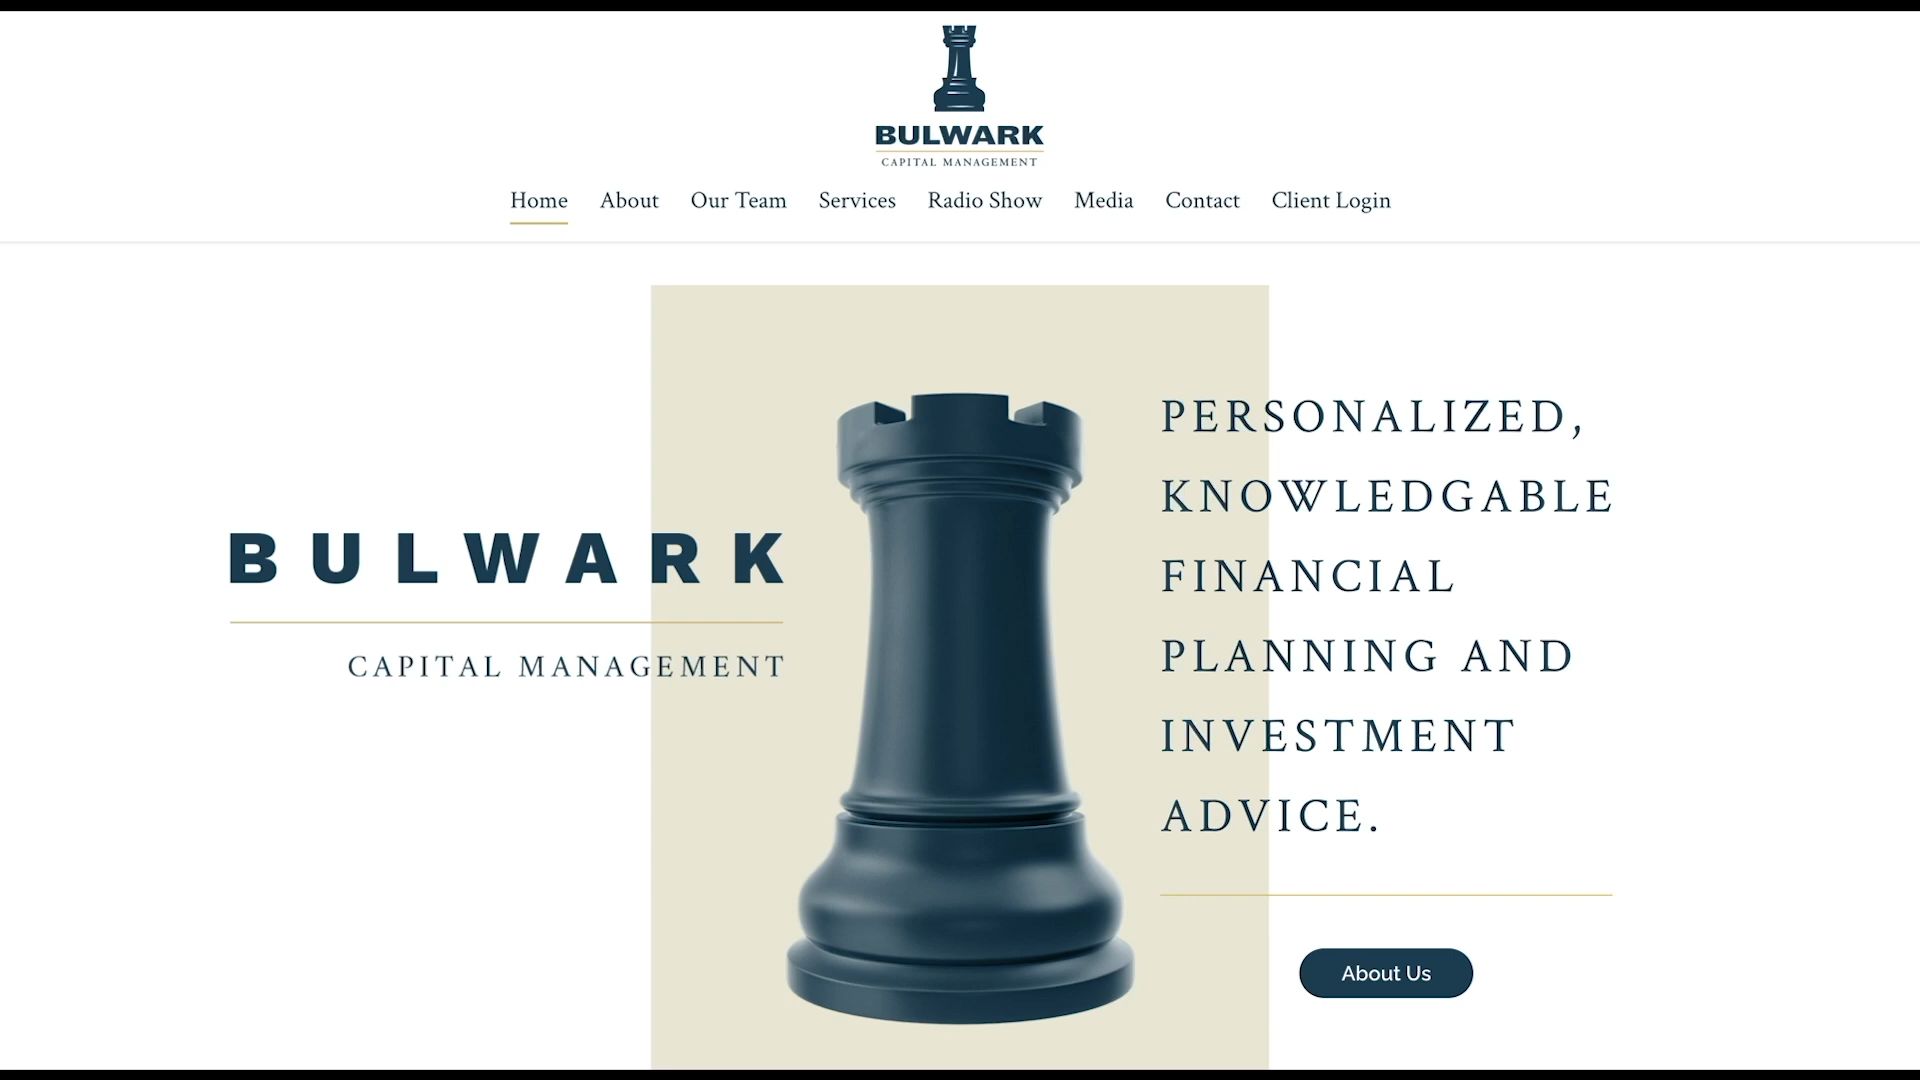 BULWARK
CAPITAL MANAGEMENT
Home About Our Team Services Radio Show Media Contact Client Login
BULWARK
CAPITAL MANAGEMENT
PERSONALIZED,
KNOWLEDGABLE
FINANCIAL
PLANNING AND
INVESTMENT
ADVICE.
About Us